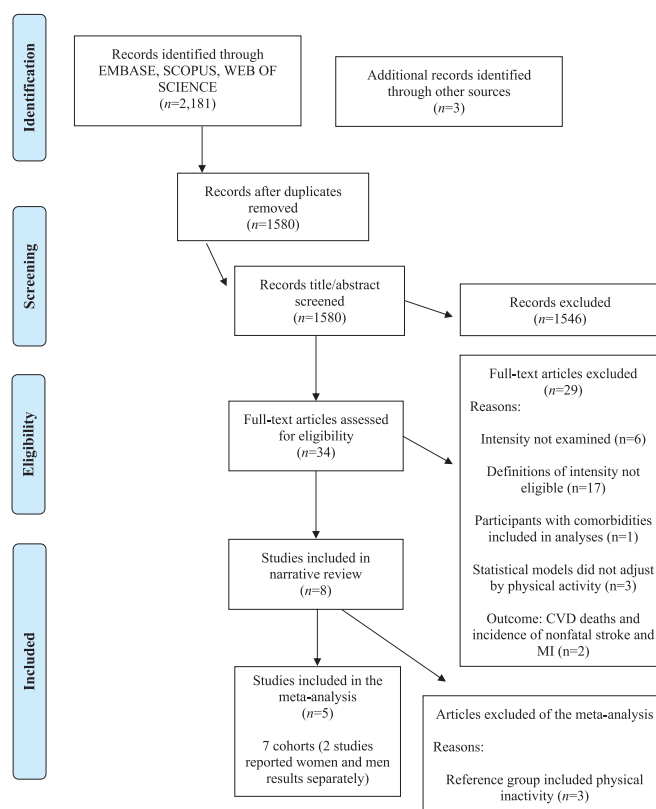 Identification
Records identified through
EMBASE, SCOPUS, WEB OF
SCIENCE
(n=2,181)
Additional records identified
through other sources
(n=3)
Records after duplicates
removed
(n=1580)
Screening
Records title/abstract
screened
(n=1580)
Records excluded
(n=1546)
Eligibility
Full-text articles assessed
for eligibility
(n=34)
Full-text articles excluded
(n=29)
Reasons:
Intensity not examined (n=6)
Definitions of intensity not
eligible (n=17)
Participants with comorbidities
included in analyses (n=1)
Statistical models did not adjust
by physical activity (n=3)
Outcome: CVD deaths and
incidence of nonfatal stroke and
MI (n=2)
Included
Studies included in
narrative review
(n=8)
Studies included in the
meta-analysis
(n=5)
7 cohorts (2 studies
reported women and men
results separately)
Articles excluded of the meta-analysis
Reasons:
Reference group included physical
inactivity (n=3)